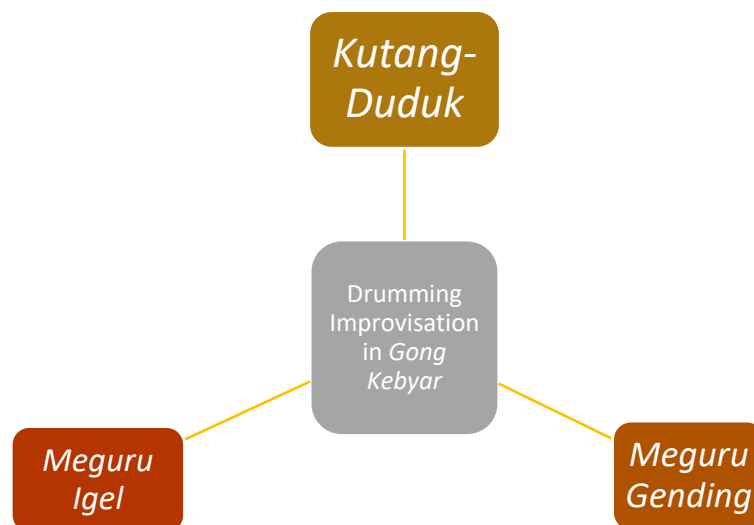 Kutang-
Duduk
Drumming
Improvisation
in Gong
Kebyar
Meguru
Igel
Meguru
Gending